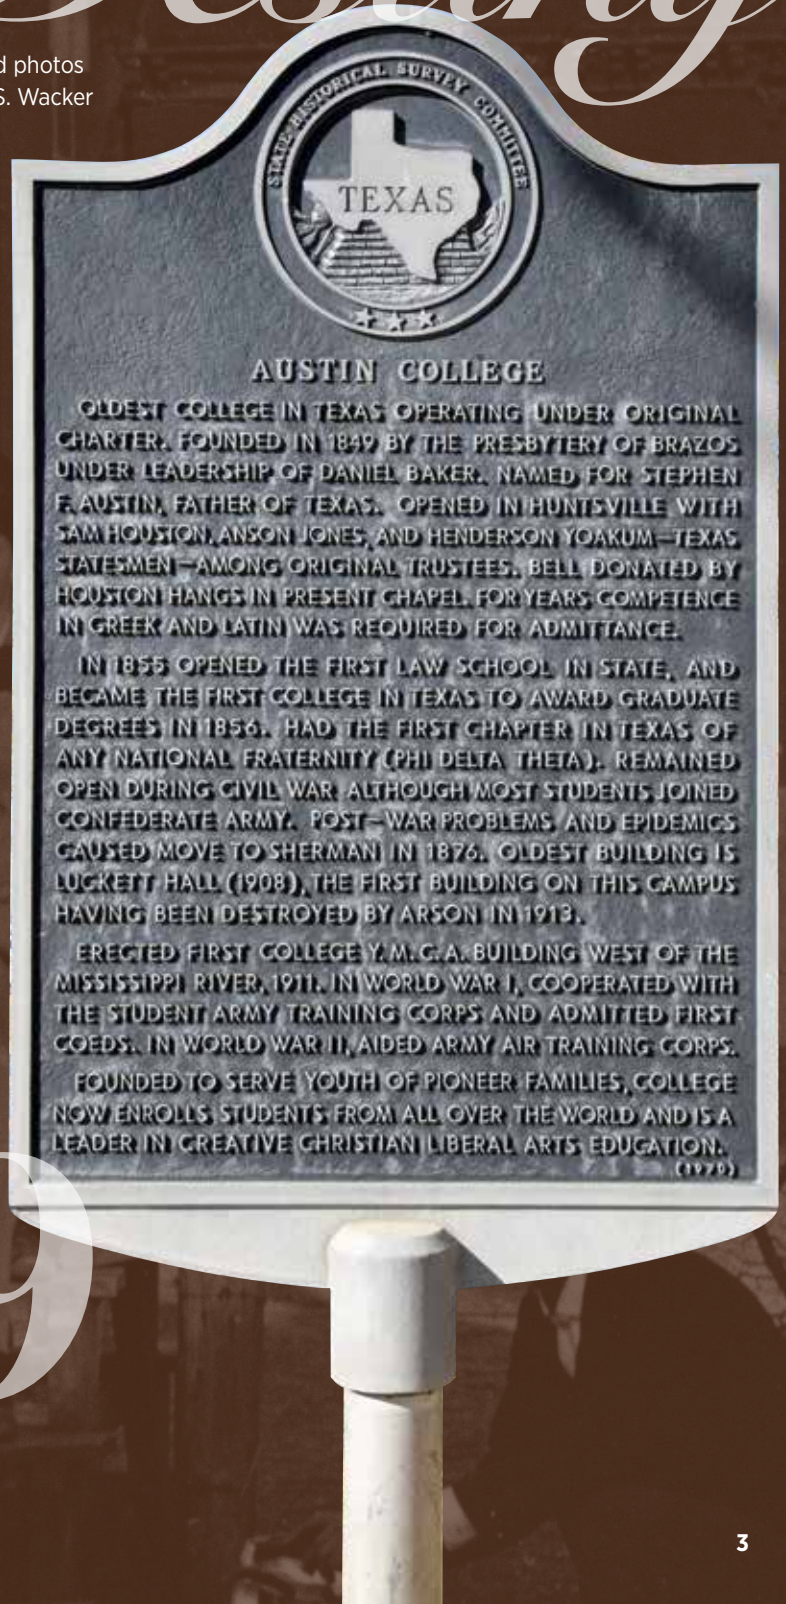 d photos
S. Wacker
STATE HISTORICAL SURVEY COMMITTEE
TEXAS
AUSTIN COLLEGE
OLDEST COLLEGE IN TEXAS OPERATING UNDER ORIGINAL
CHARTER. FOUNDED IN 1849 BY THE PRESBYTERY OF BRAZOS
UNDER LEADERSHIP OF DANIEL BAKER. NAMED FOR STEPHEN
F. AUSTIN, FATHER OF TEXAS. OPENED IN HUNTSVILLE WITH
SAM HOUSTON, ANSON JONES, AND HENDERSON YOAKUM—TEXAS
STATESMEN—AMONG ORIGINAL TRUSTEES. BELL DONATED BY
HOUSTON HANGS IN PRESENT CHAPEL. FOR YEARS COMPETENCE
IN GREEK AND LATIN WAS REQUIRED FOR ADMITTANCE.
IN 1855 OPENED THE FIRST LAW SCHOOL IN STATE, AND
BECAME THE FIRST COLLEGE IN TEXAS TO AWARD GRADUATE
DEGREES IN 1856. HAD THE FIRST CHAPTER IN TEXAS OF
ANY NATIONAL FRATERNITY (PHI DELTA THETA). REMAINED
OPEN DURING CIVIL WAR ALTHOUGH MOST STUDENTS JOINED
CONFEDERATE ARMY. POST—WAR PROBLEMS AND EPIDEMICS
CAUSED MOVE TO SHERMAN IN 1876. OLDEST BUILDING IS
LUCKETT HALL (1908), THE FIRST BUILDING ON THIS CAMPUS
HAVING BEEN DESTROYED BY ARSON IN 1913.
ERECTED FIRST COLLEGE Y.M.C.A. BUILDING WEST OF THE
MISSISSIPPI RIVER, 1911. IN WORLD WAR I, COOPERATED WITH
THE STUDENT ARMY TRAINING CORPS AND ADMITTED FIRST
COEDS. IN WORLD WAR II, AIDED ARMY AIR TRAINING CORPS.
FOUNDED TO SERVE YOUTH OF PIONEER FAMILIES, COLLEGE
NOW ENROLLS STUDENTS FROM ALL OVER THE WORLD AND IS A
LEADER IN CREATIVE CHRISTIAN LIBERAL ARTS EDUCATION.
(1970)
9
3